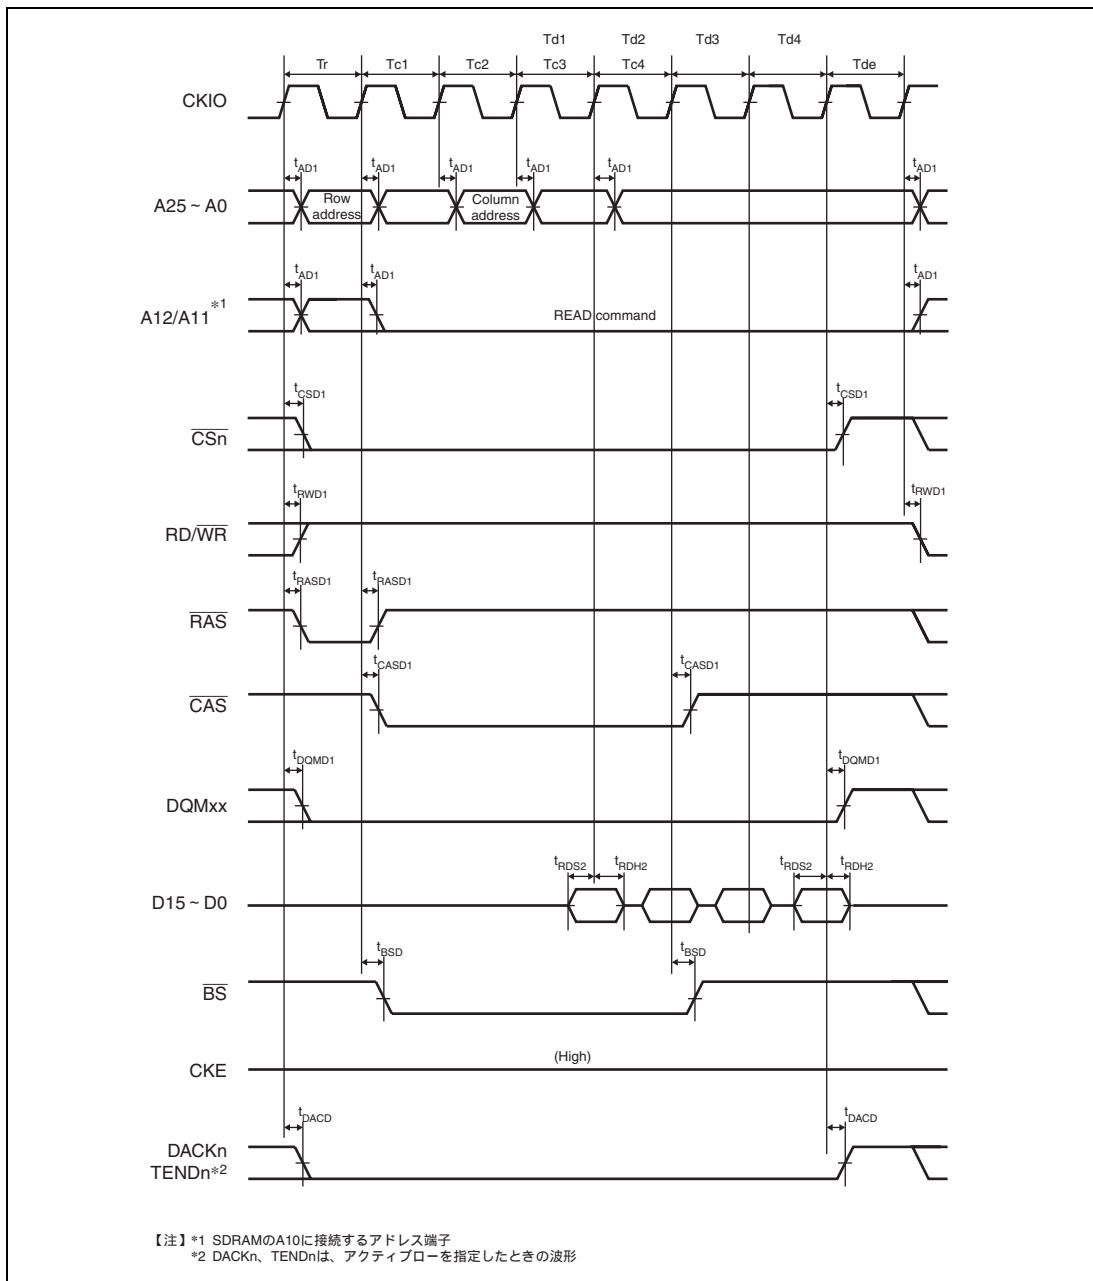 Td1 Td2 Td3 Td4
Tr Tc1 Tc2 Tc3 Tc4 Tde
CKIO
tAD1 tAD1 tAD1 tAD1 tAD1 tAD1
A25 ~ A0
Row address
Column address
tAD1 tAD1 tAD1
A12/A11*1
READ command
tCSD1 tCSD1
CSn
tRWD1 tRWD1
RD/WR
tRASD1 tRASD1
RAS
tCASD1 tCASD1
CAS
tDQMD1 tDQMD1
DQMxx
tRDS2 tRDH2 tRDS2 tRDH2
D15 ~ D0
tBSD tBSD
BS
(High)
CKE
tDACD tDACD
DACKn
TENDn*2
【注】*1 SDRAMのA10に接続するアドレス端子
*2 DACKn、TENDnは、アクティブローを指定したときの波形